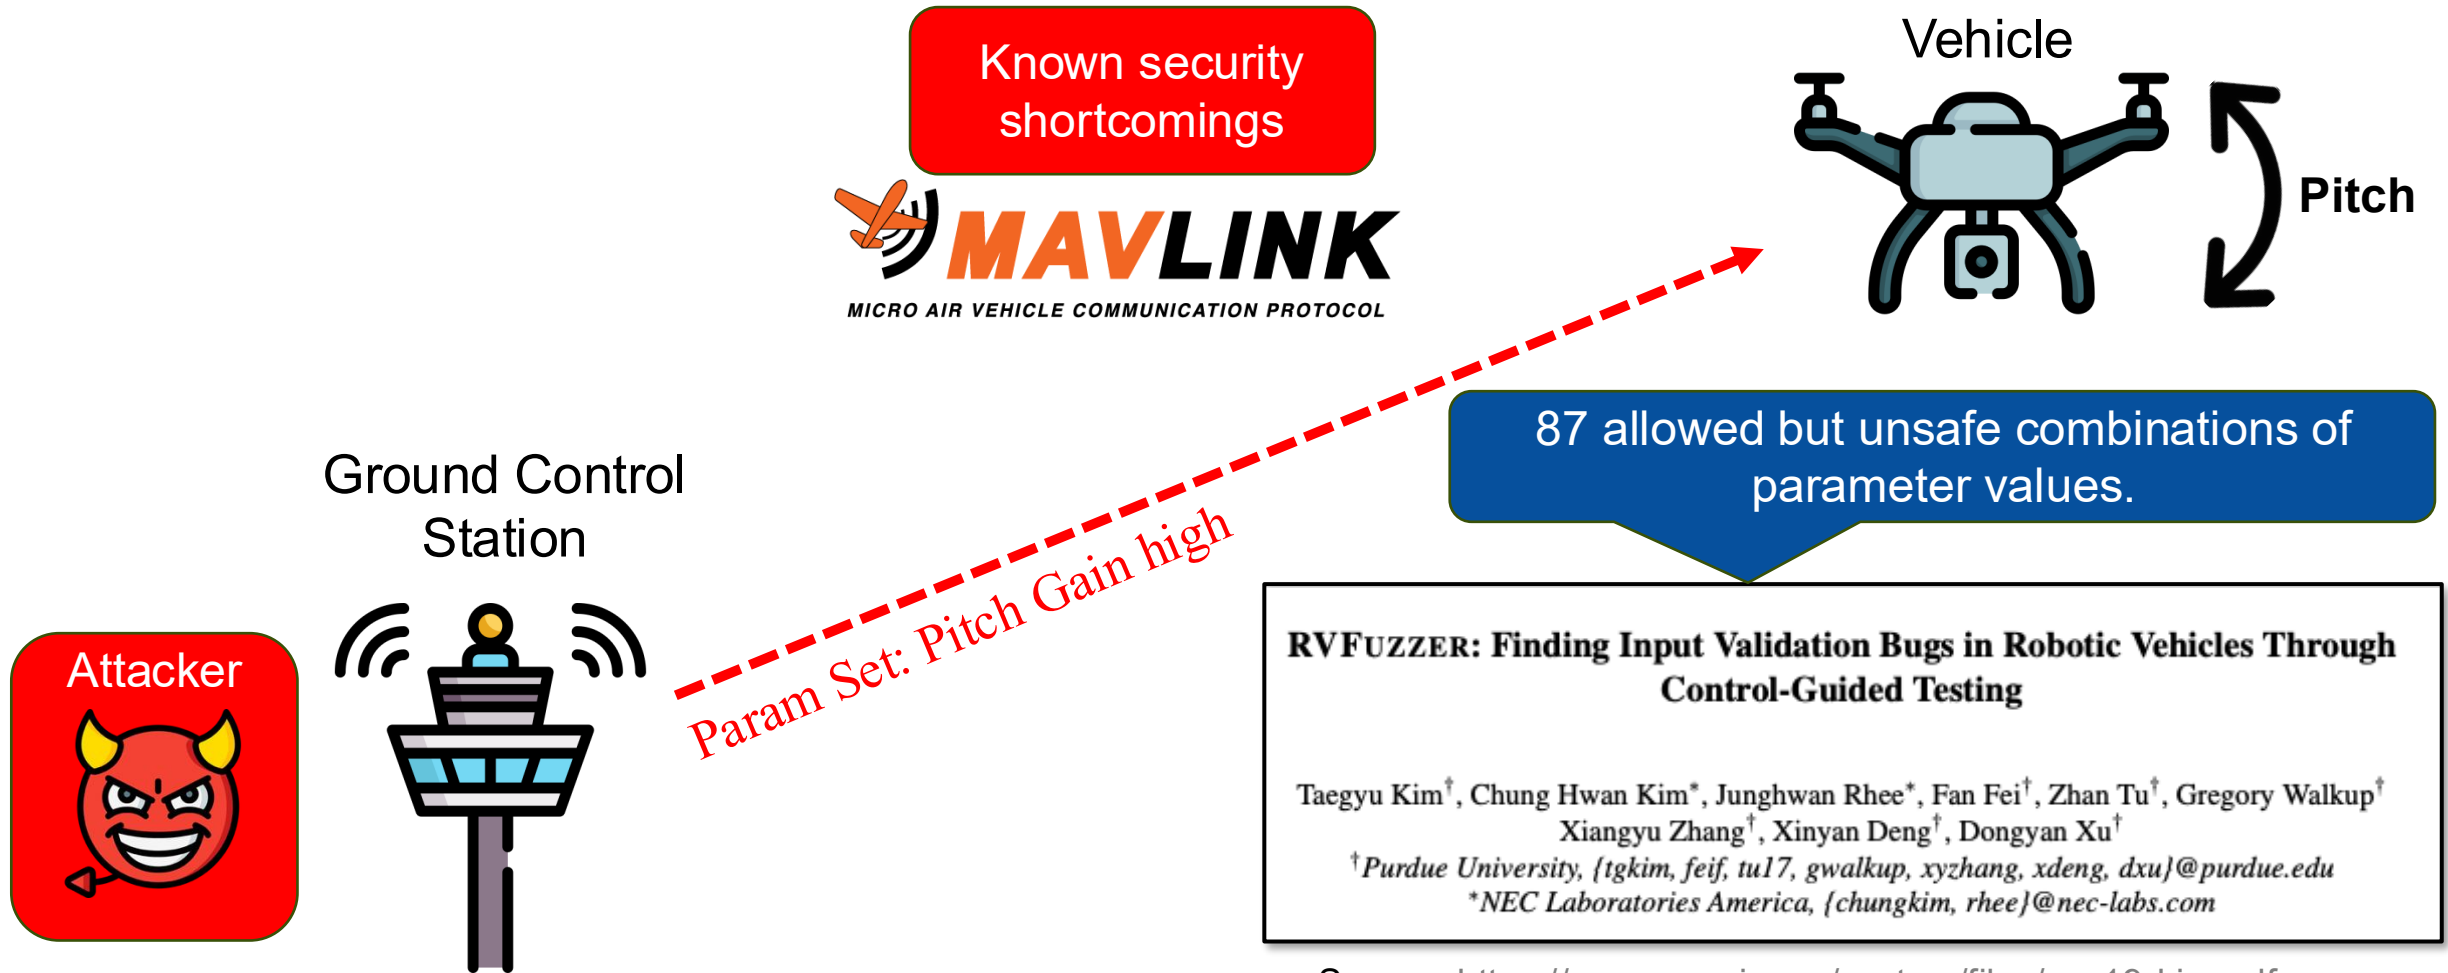 Known security
shortcomings
MAVLINK
MICRO AIR VEHICLE COMMUNICATION PROTOCOL
Vehicle
Pitch
Ground Control
Station
Attacker
Param Set: Pitch Gain high
87 allowed but unsafe combinations of
parameter values.
RVFUZZER: Finding Input Validation Bugs in Robotic Vehicles Through
Control-Guided Testing
Taegyu Kim†, Chung Hwan Kim*, Junghwan Rhee*, Fan Fei†, Zhan Tu†, Gregory Walkup†
Xiangyu Zhang†, Xinyan Deng†, Dongyan Xu†
†Purdue University, {tgkim, feif, tu17, gwalkup, xyzhang, xdeng, dxu}@purdue.edu
*NEC Laboratories America, {chungkim, rhee}@nec-labs.com